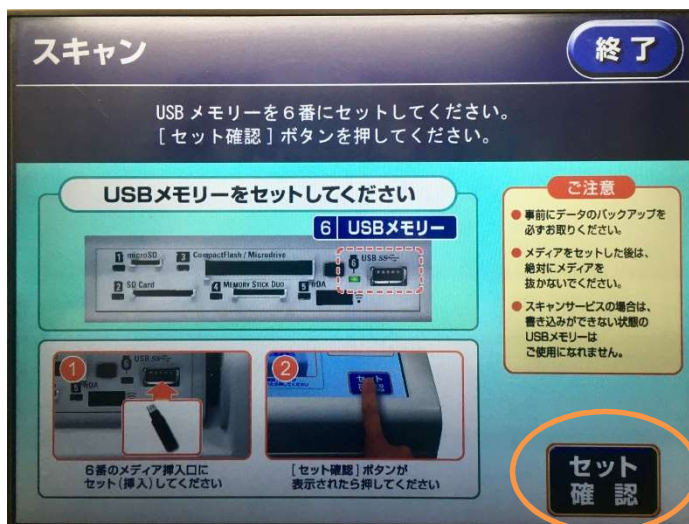 スキャン
終了
USBメモリーを6番にセットしてください。
[セット確認]ボタンを押してください。
USBメモリーをセットしてください
6 USBメモリー
1 microSD
3 CompactFlash / Microdrive
6 USB
2 SD Card
4 MEMORY STICK DUO
5 IrDA
ご注意
● 事前にデータのバックアップを
必ずお取りください。
● メディアをセットした後は、
絶対にメディアを
抜かないでください。
● スキャンサービスの場合は、
書き込みができない状態の
USBメモリーは
ご使用になれません。
1
6 USB
5 IrDA
6番のメディア挿入口に
セット(挿入)してください
2
セット
[セット確認]ボタンが
表示されたら押してください
セット
確認